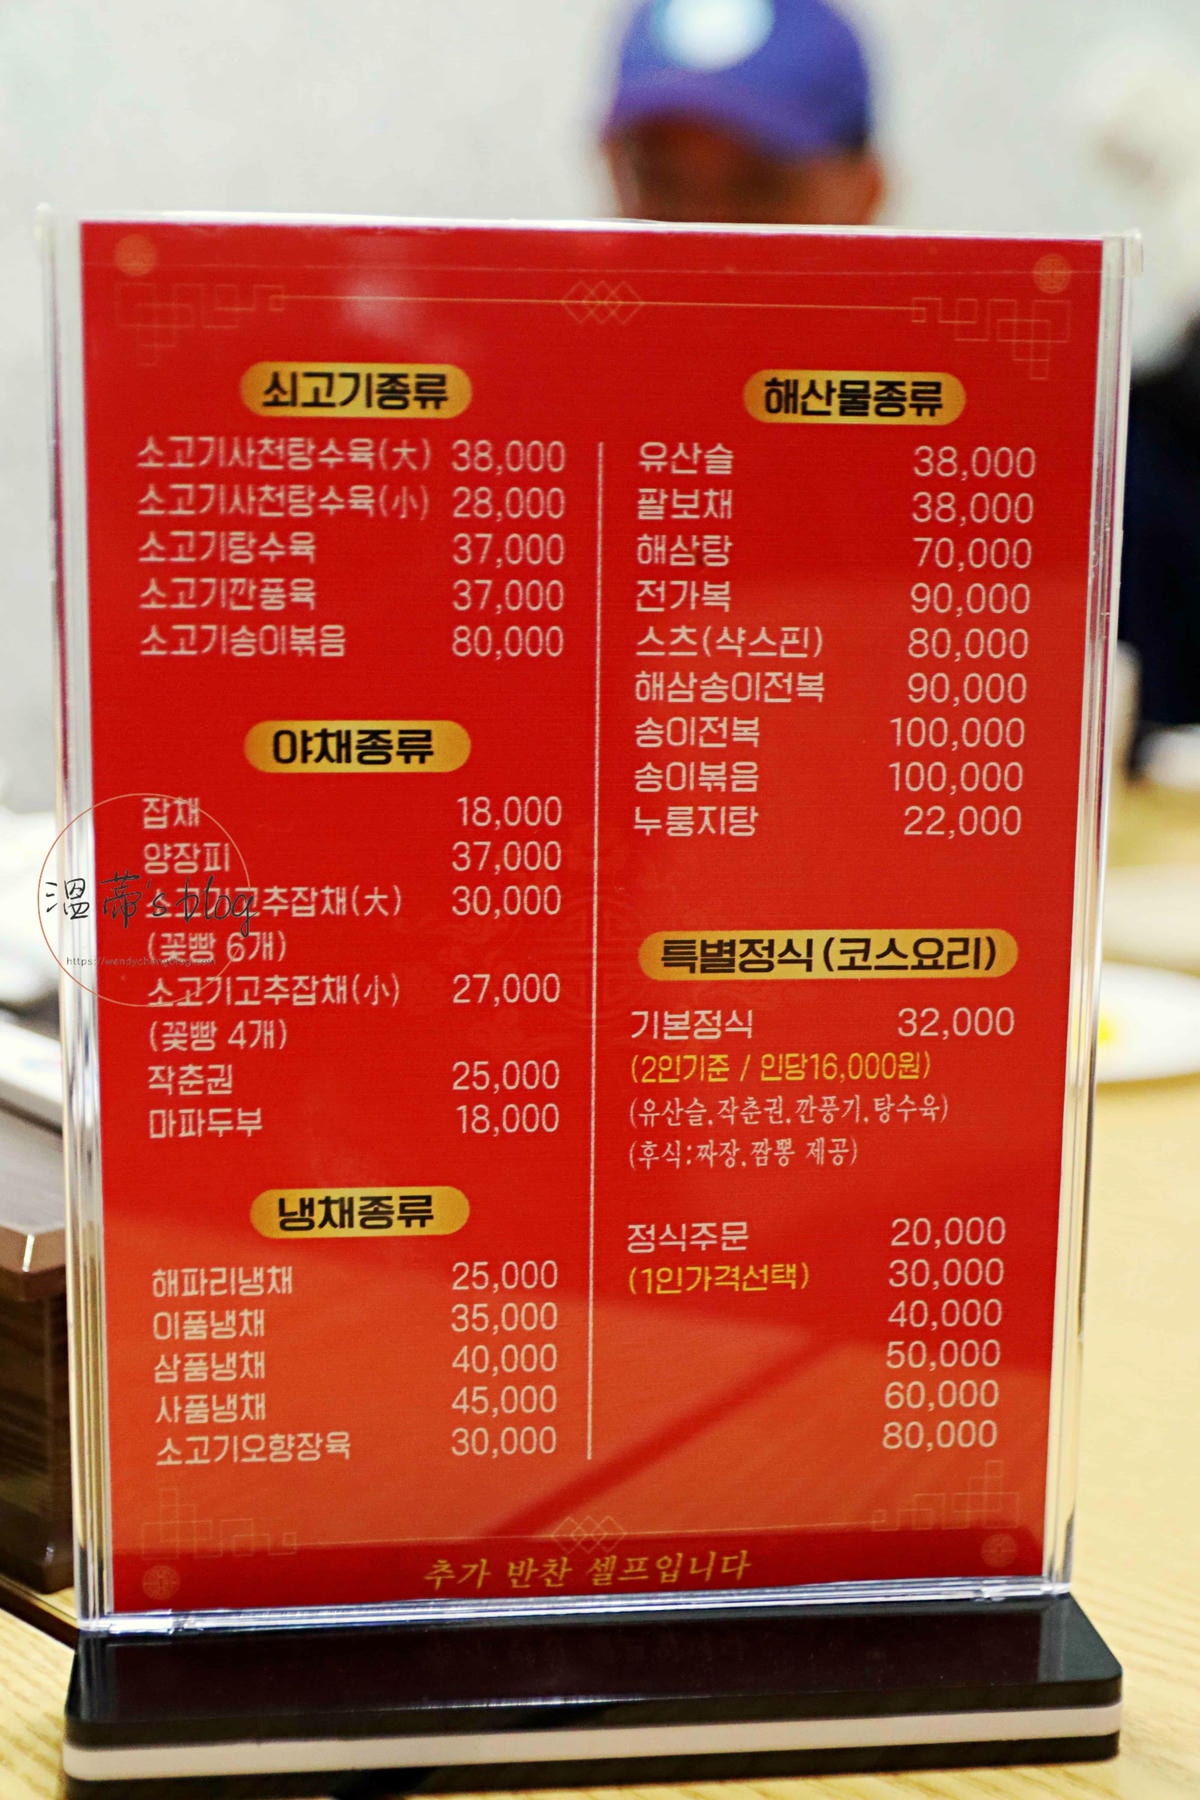 쇠고기종류
소고기사천탕수육(大) 38,000
소고기사천탕수육(小) 28,000
소고기탕수육 37,000
소고기깐풍육 37,000
소고기송이볶음 80,000
야채종류
잡채 18,000
양장피 37,000
소고기고추잡채(大) 30,000
(꽃빵 6개)
소고기고추잡채(小) 27,000
(꽃빵 4개)
작춘권 25,000
마파두부 18,000
냉채종류
해파리냉채 25,000
이품냉채 35,000
삼품냉채 40,000
사품냉채 45,000
소고기오향장육 30,000
해산물종류
유산슬 38,000
팔보채 38,000
해삼탕 70,000
전가복 90,000
스츠(샥스핀) 80,000
해삼송이전복 90,000
송이전복 100,000
송이볶음 100,000
누룽지탕 22,000
특별정식(코스요리)
기본정식 32,000
(2인기준 / 인당16,000원)
(유산슬,작춘권,깐풍기,탕수육)
(후식:짜장,짬뽕 제공)
정식주문 20,000
(1인가격선택) 30,000
40,000
50,000
60,000
80,000
추가 반찬 셀프입니다
溫蒂's blog